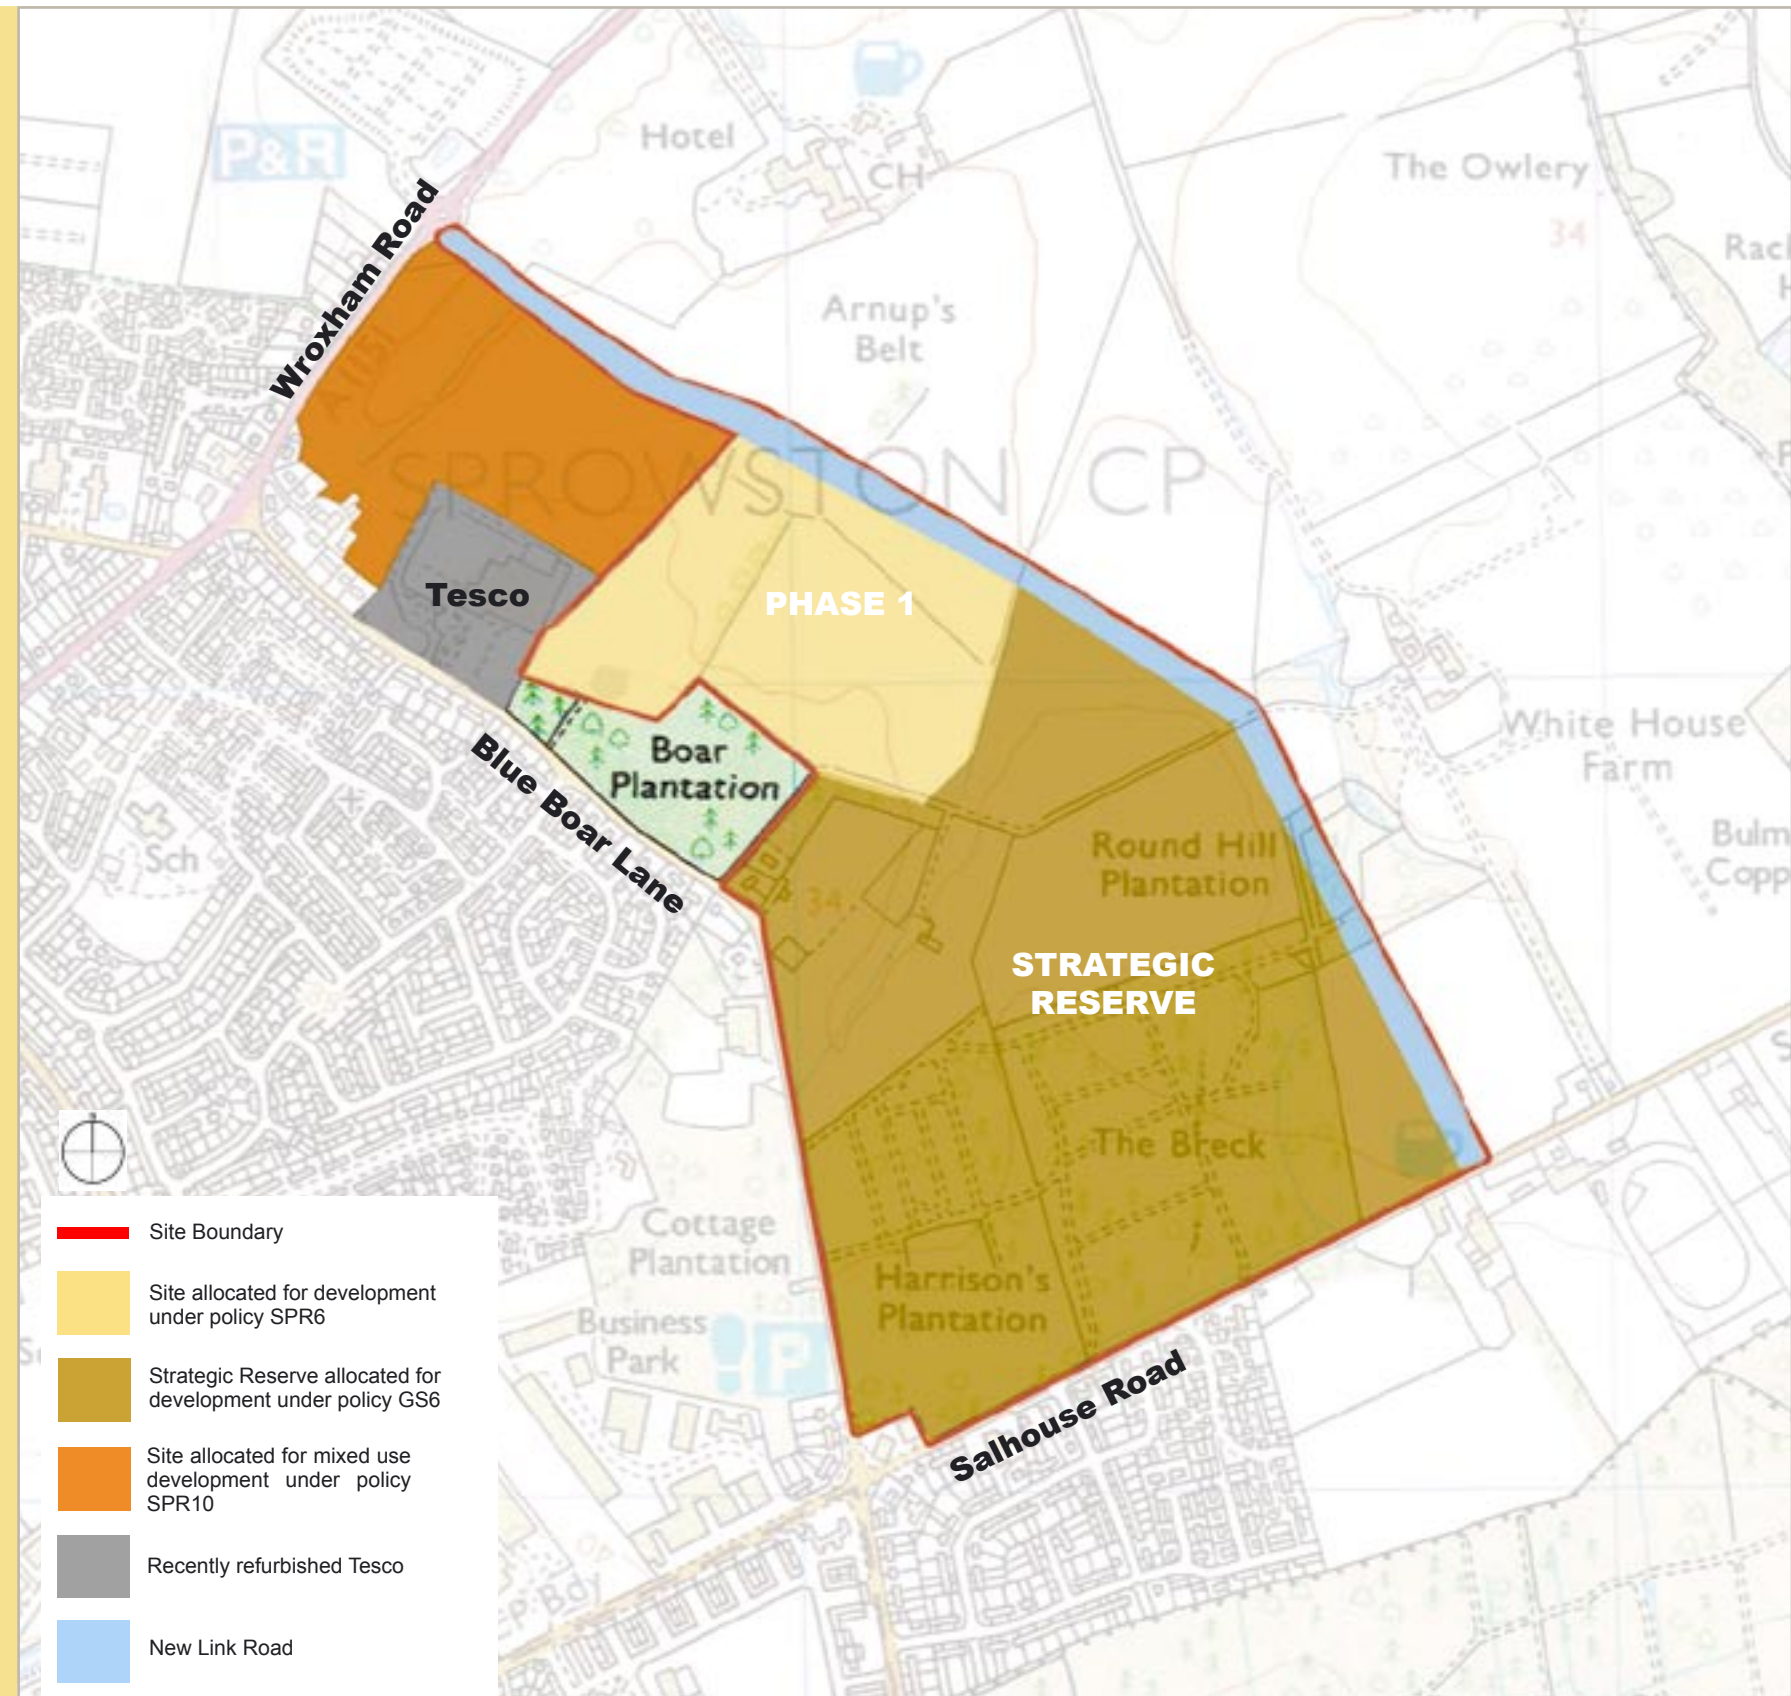 P&R
Hotel
CH
The Owlery
34
Wroxham Road
A1151
Arnup's
Belt
SPROWSTON CP
Tesco
PHASE 1
White House
Farm
Boar
Plantation
Blue Boar Lane
Sch
34
Round Hill
Plantation
STRATEGIC
RESERVE
The Breck
Cottage
Plantation
Harrison's
Plantation
Business
Park
P
Salhouse Road
Bdy
Site Boundary
Site allocated for development
under policy SPR6
Strategic Reserve allocated for
development under policy GS6
Site allocated for mixed use
development under policy
SPR10
Recently refurbished Tesco
New Link Road